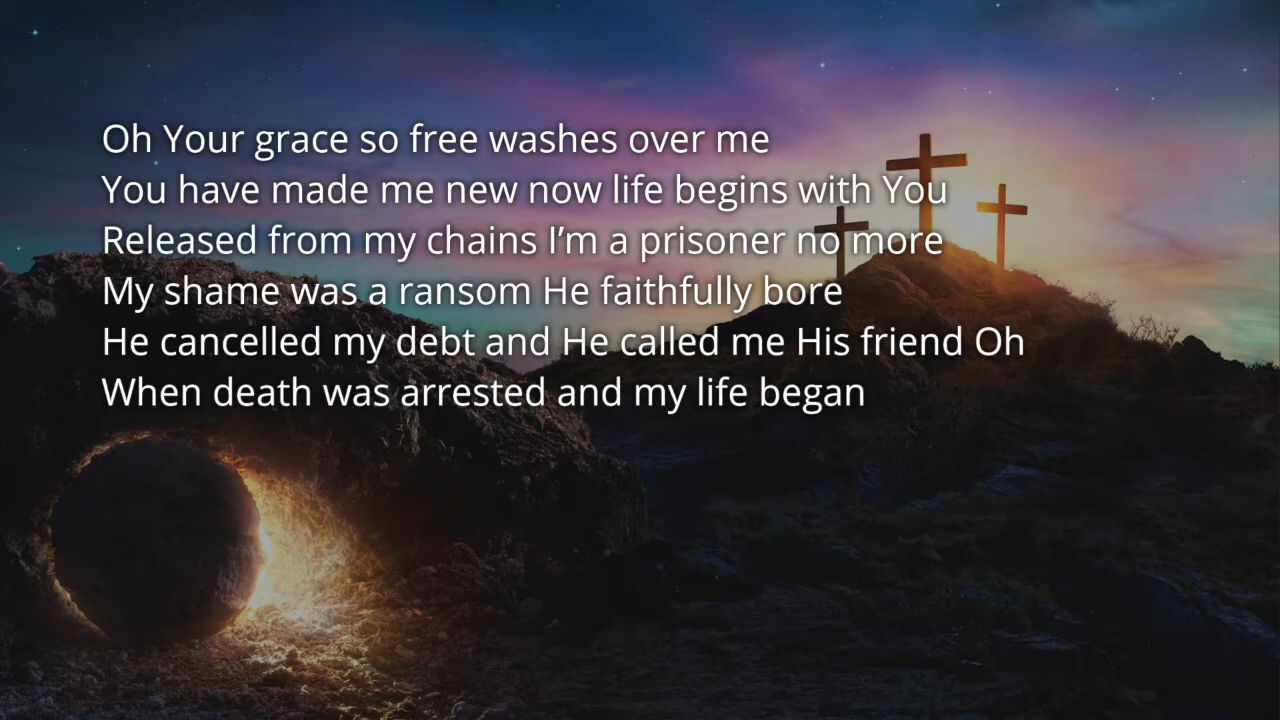 Oh Your grace so free washes over me
You have made me new now life begins with You
Released from my chains I’m a prisoner no more
My shame was a ransom He faithfully bore
He cancelled my debt and He called me His friend Oh
When death was arrested and my life began